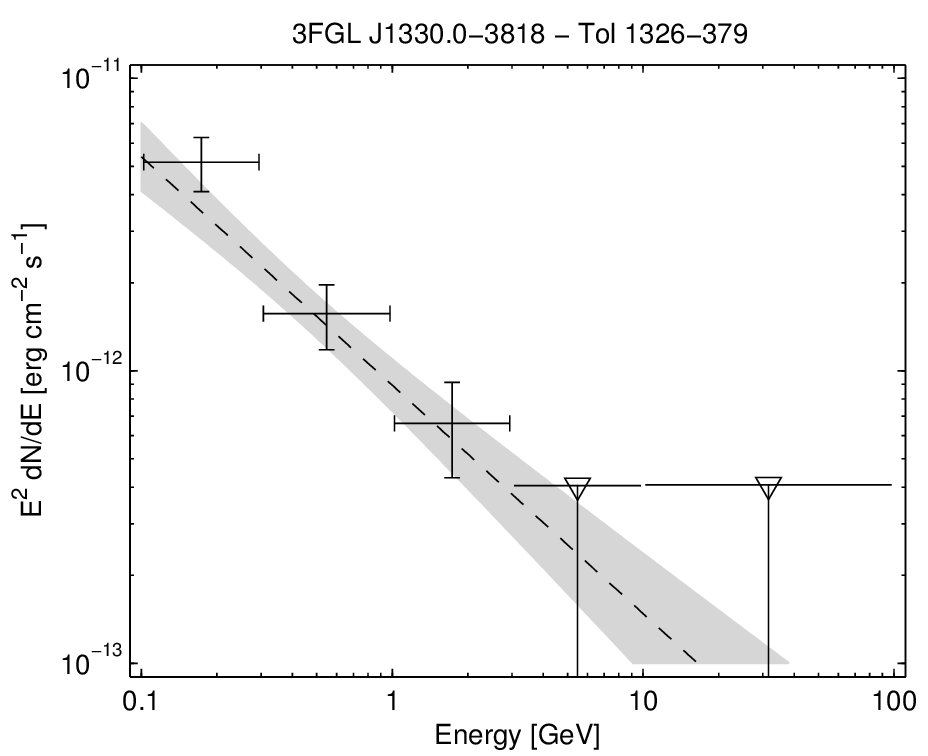 3FGL J1330.0−3818 − Tol 1326−379
10⁻¹¹
10⁻¹²
10⁻¹³
E² dN/dE [erg cm⁻² s⁻¹]
0.1 1 10 100
Energy [GeV]